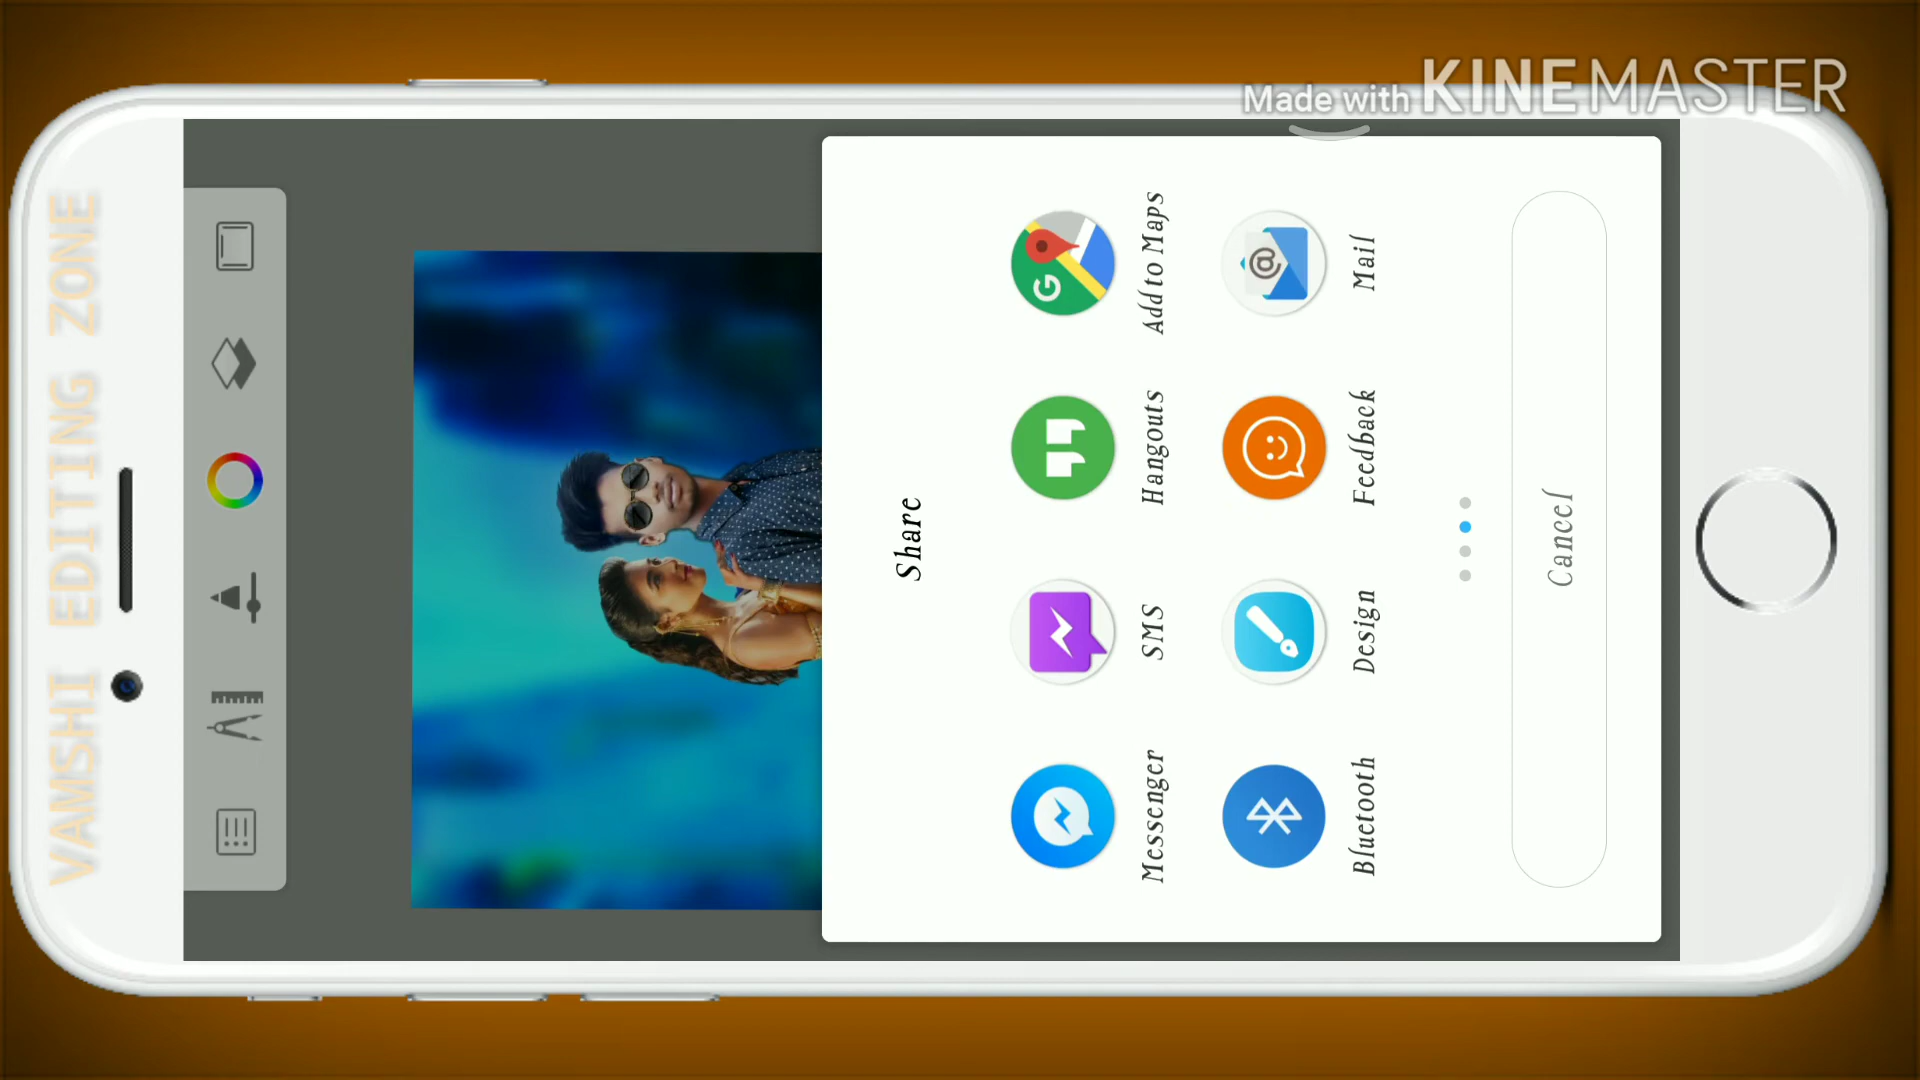 Made with KINEMASTER
VAMSHI EDITING ZONE
Share
Messenger
SMS
Hangouts
Add to Maps
Bluetooth
Design
Feedback
Mail
Cancel